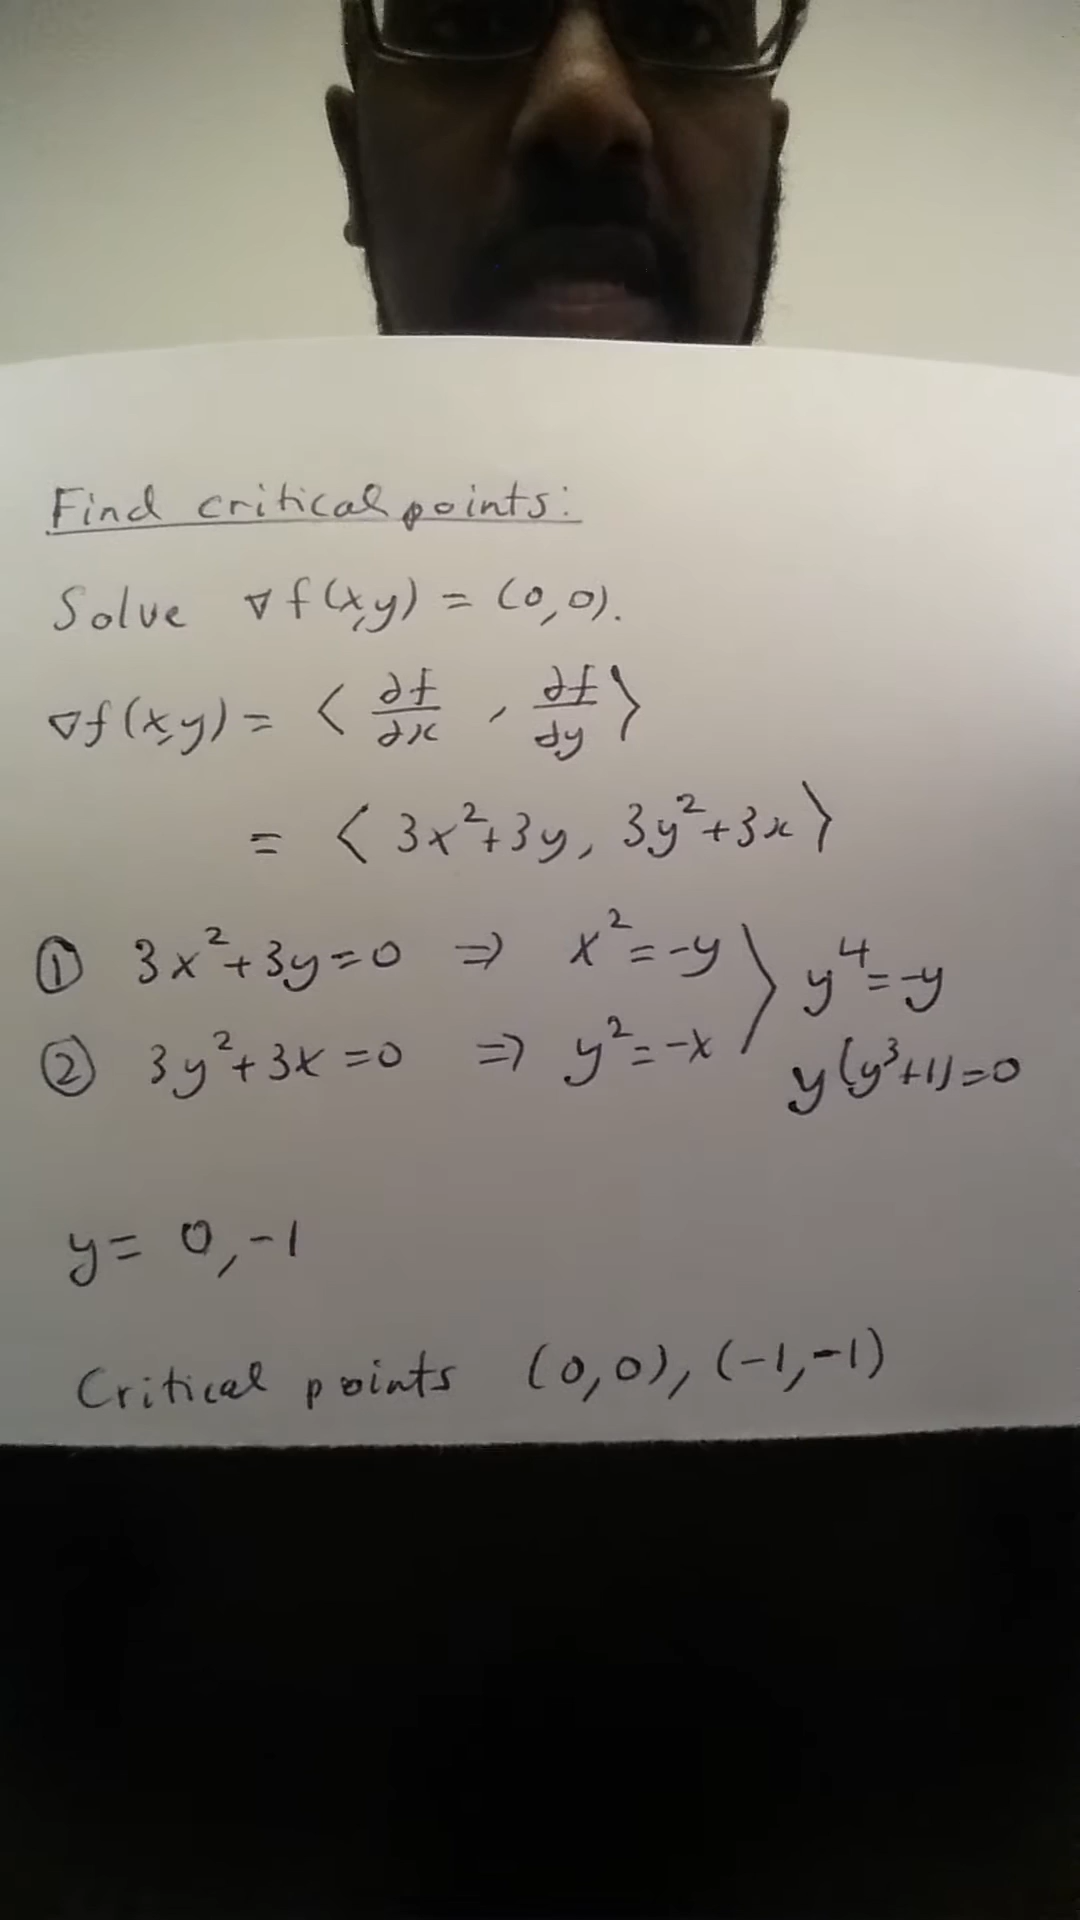 Find critical points:
Solve ∇f(x,y) = (0,0).
∇f(x,y) = ⟨ ∂f/∂x , ∂f/∂y ⟩
= ⟨ 3x²+3y, 3y²+3x ⟩
① 3x²+3y=0 ⇒ x²=-y ⟩ y⁴=-y
② 3y²+3x=0 ⇒ y²=-x y(y³+1)=0
y= 0,-1
Critical points (0,0), (-1,-1)